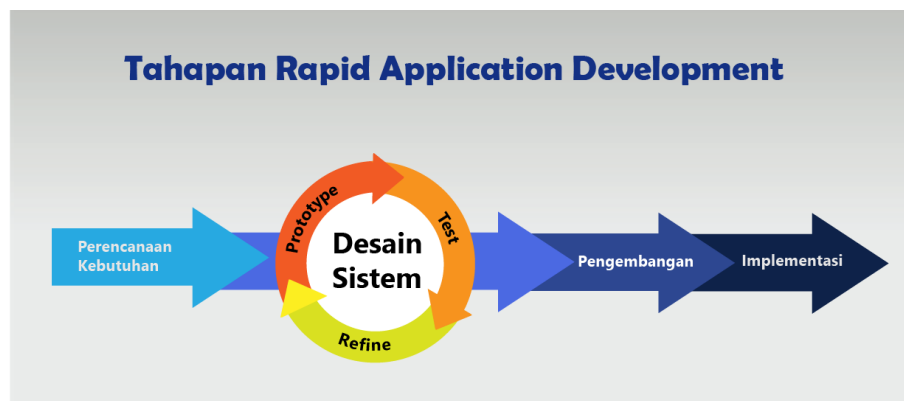 Tahapan Rapid Application Development
Perencanaan
Kebutuhan
Prototype
Test
Refine
Desain
Sistem
Pengembangan
Implementasi